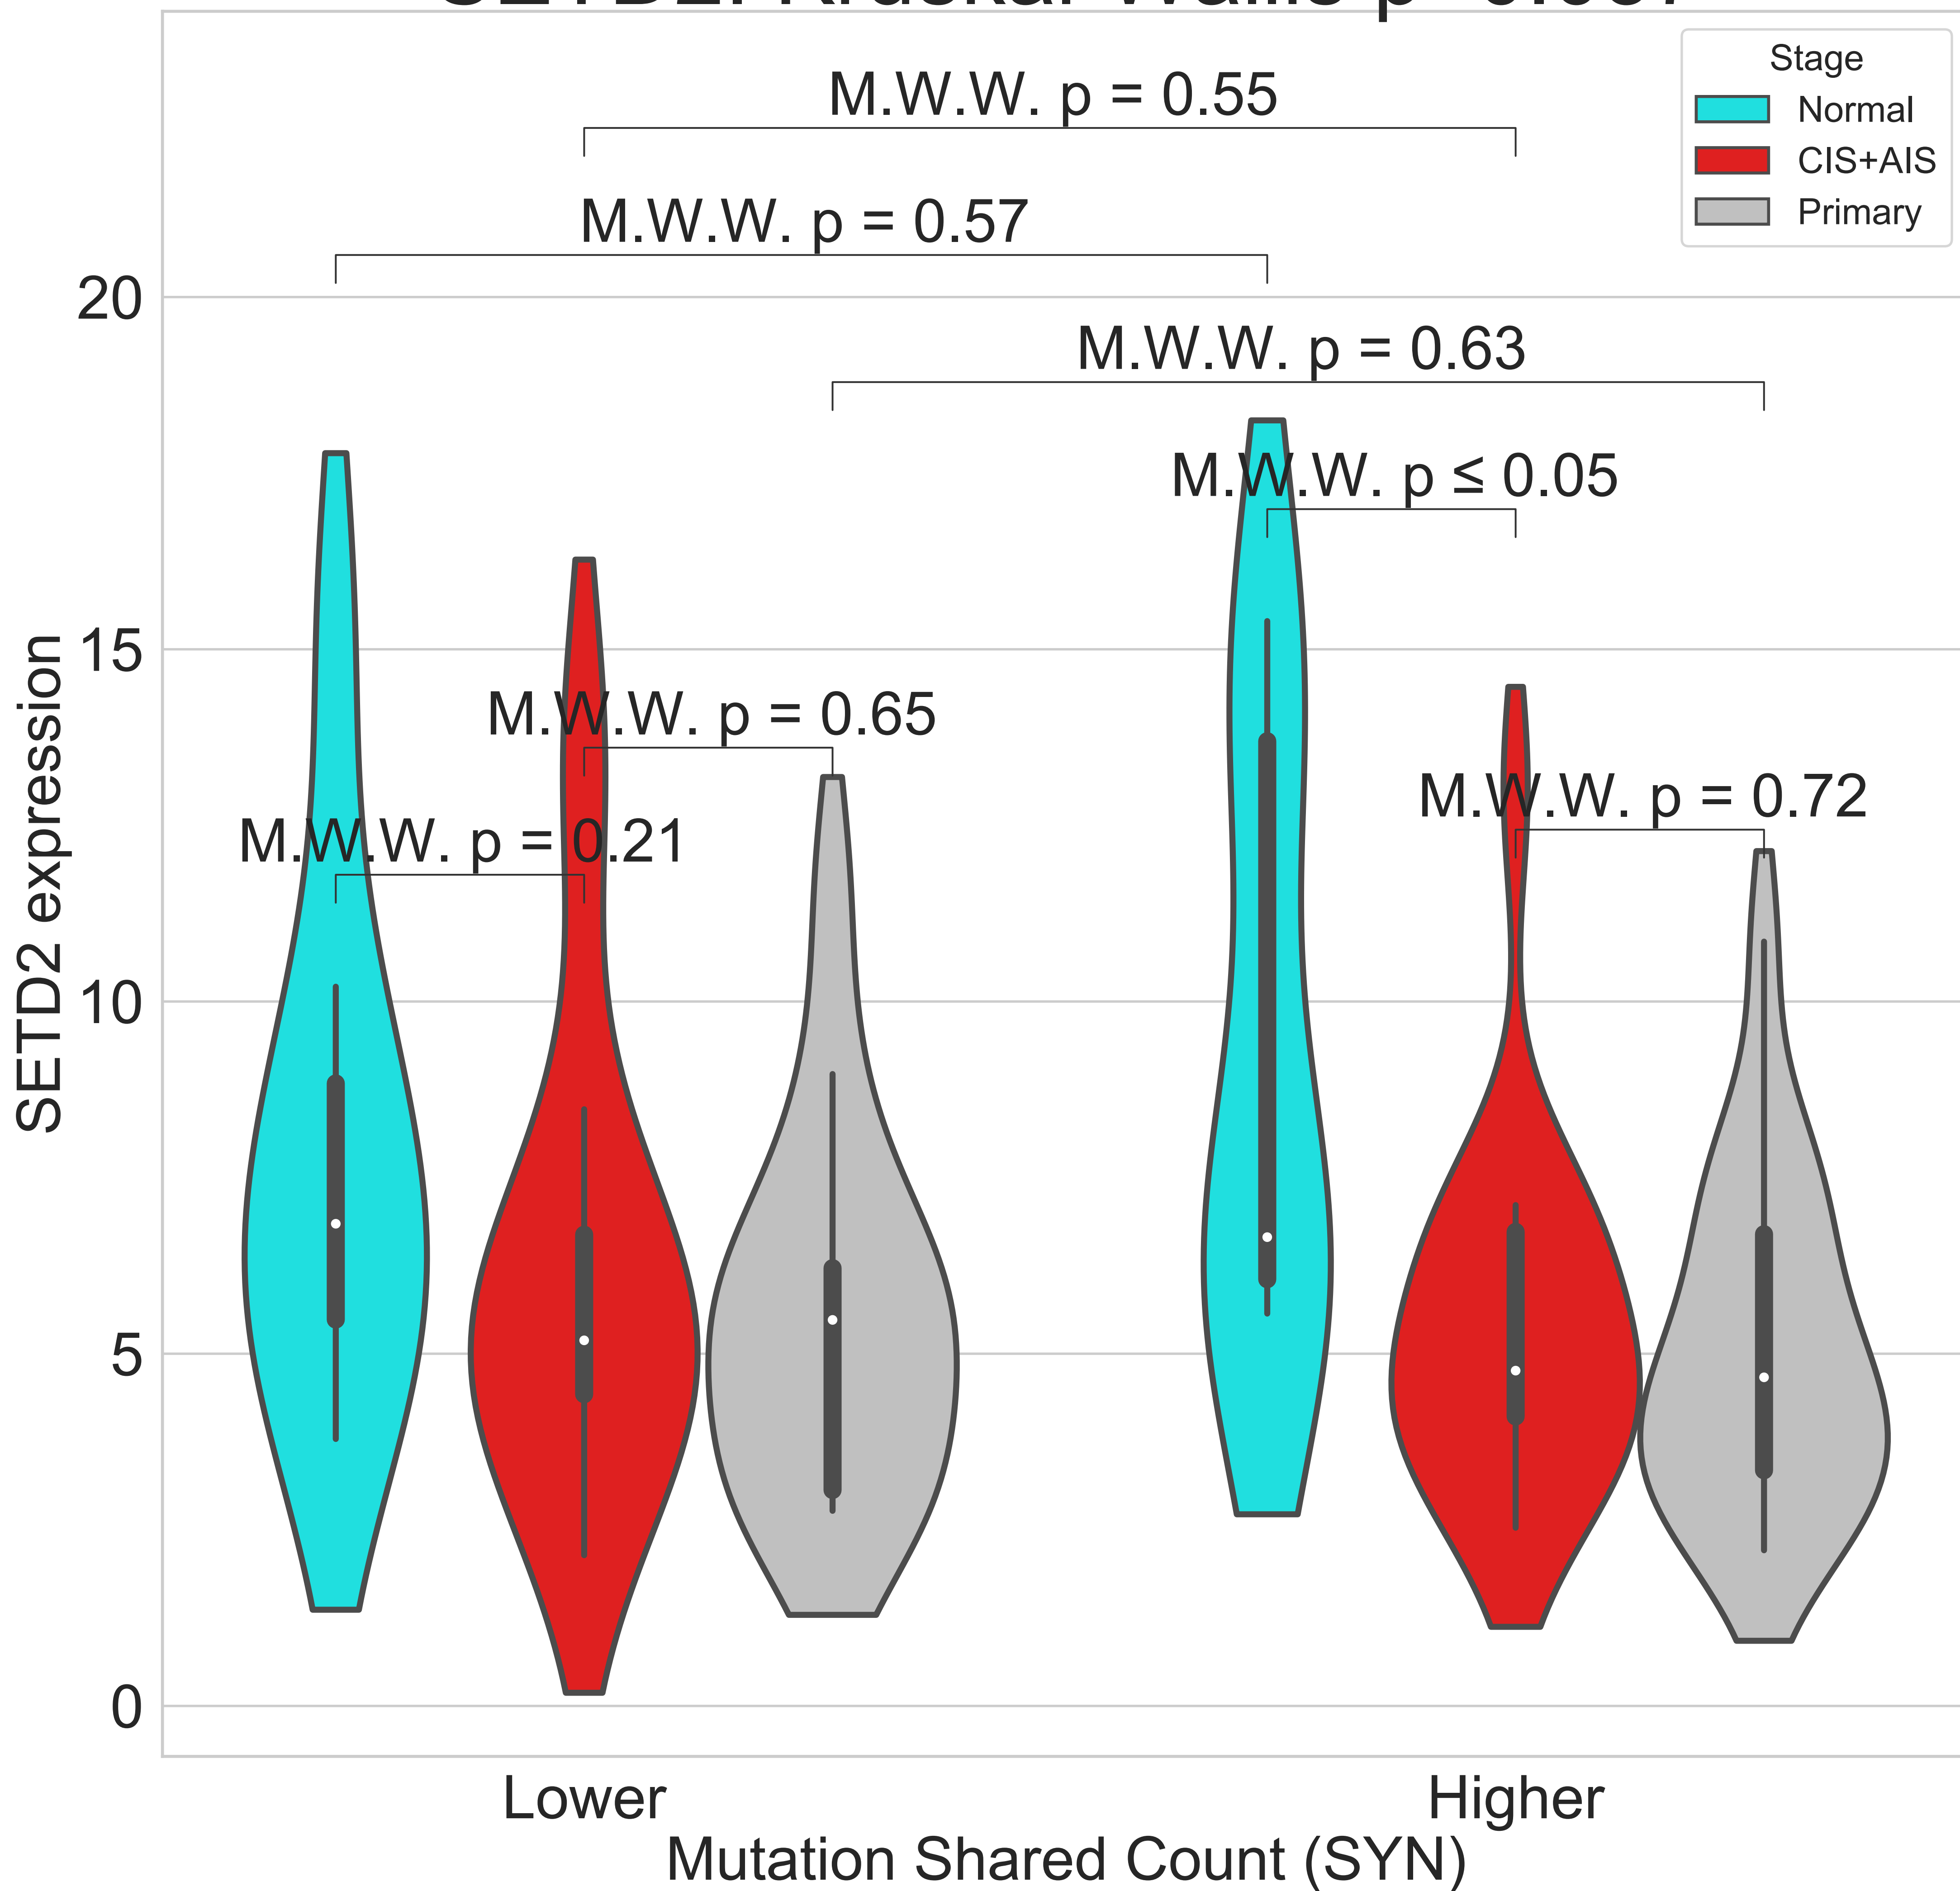 Stage
Normal
CIS+AIS
Primary
M.W.W. p = 0.55
M.W.W. p = 0.57
M.W.W. p = 0.63
M.W.W. p ≤ 0.05
M.W.W. p = 0.65
M.W.W. p = 0.72
M.W.W. p = 0.21
20
15
10
5
0
SETD2 expression
Lower
Higher
Mutation Shared Count (SYN)